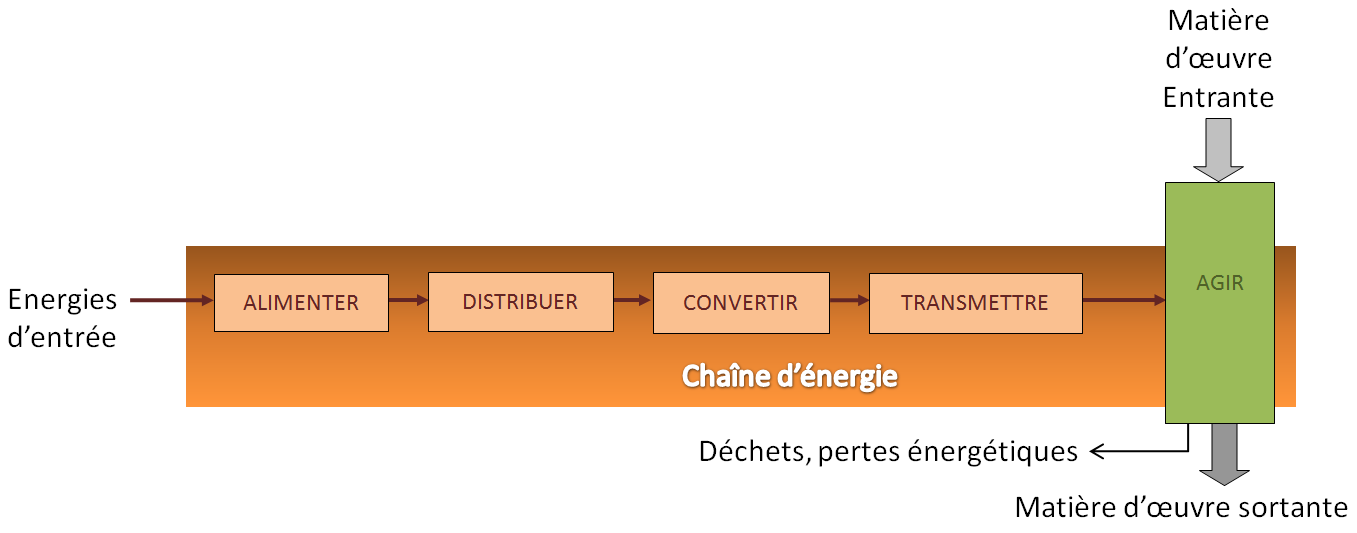 Matière
d’œuvre
Entrante
Energies
d’entrée
ALIMENTER
DISTRIBUER
CONVERTIR
TRANSMETTRE
AGIR
Chaîne d’énergie
Déchets, pertes énergétiques
Matière d’œuvre sortante